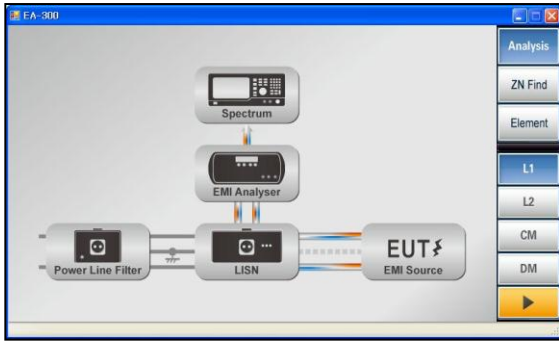 EA-300
Analysis
ZN Find
Element
L1
L2
CM
DM
Spectrum
EMI Analyser
Power Line Filter
LISN
EUT
EMI Source